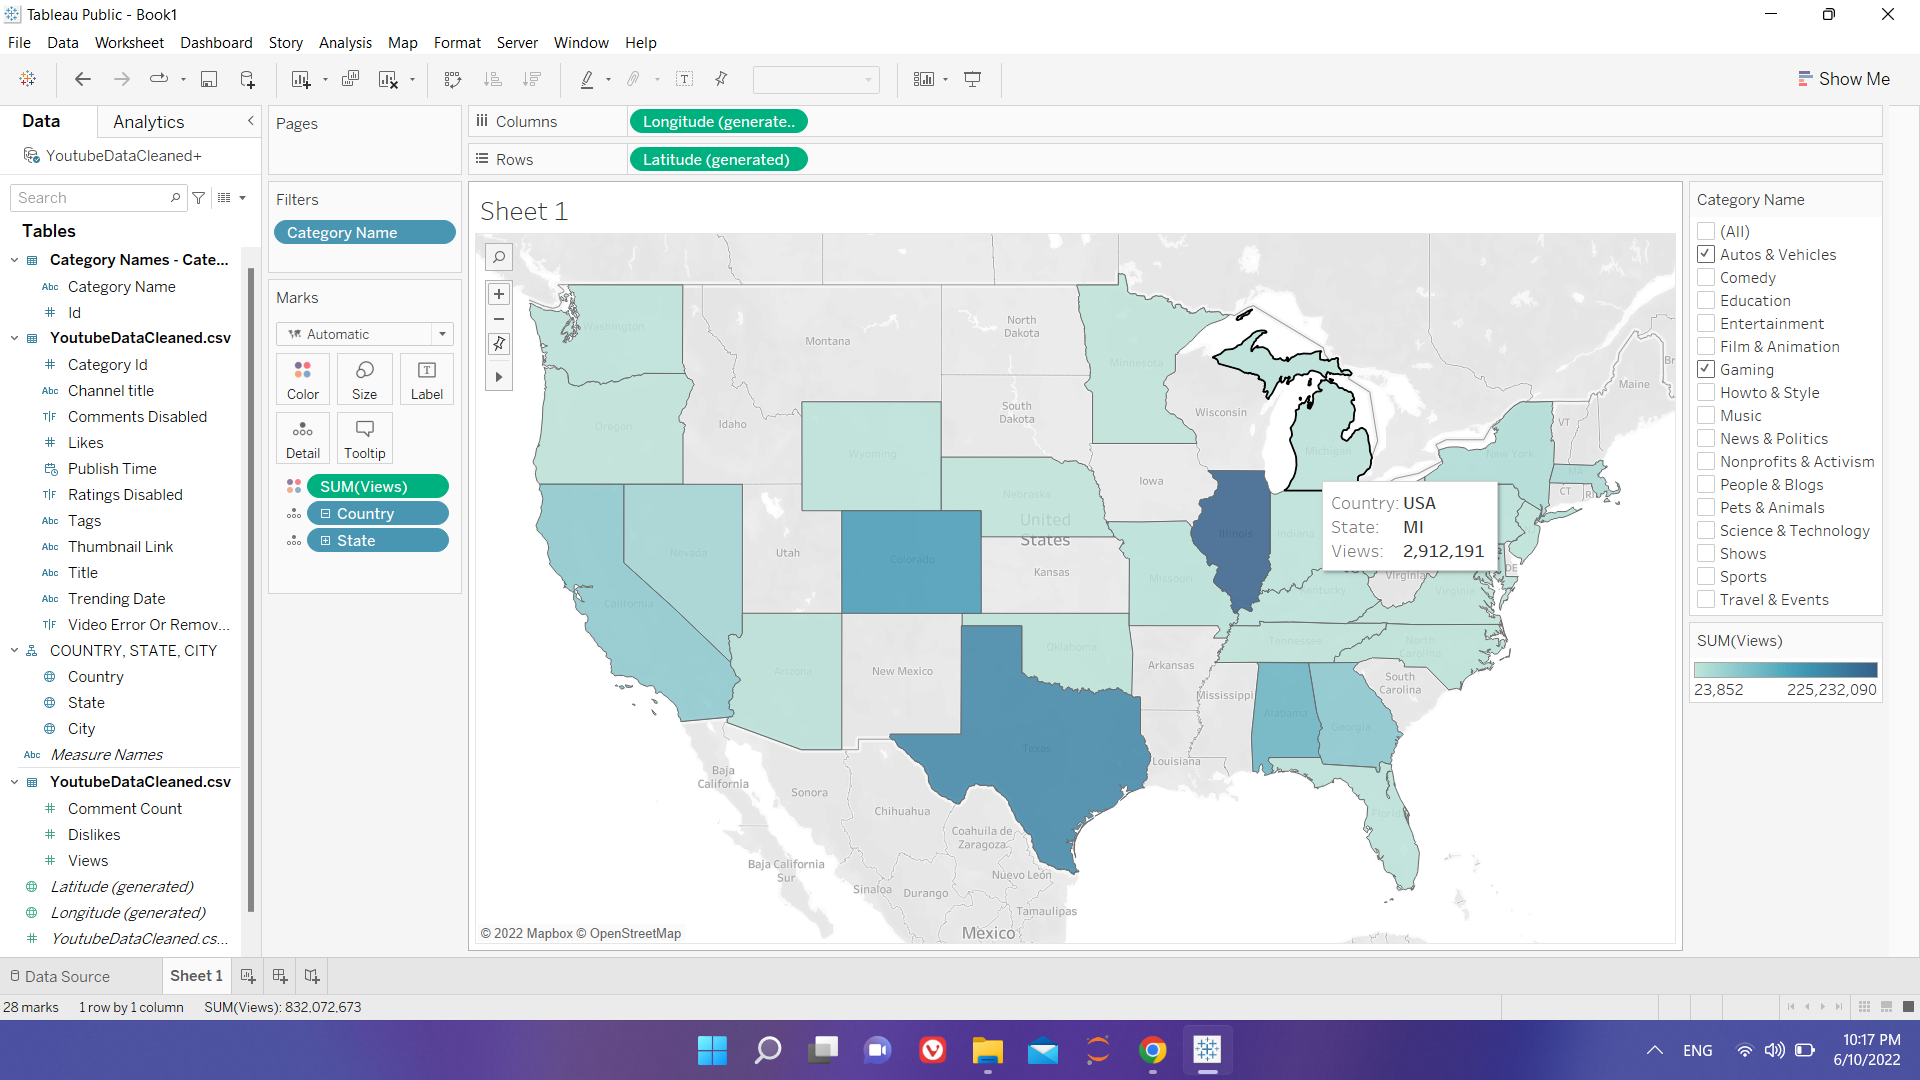 Tableau Public - Book1
File Data Worksheet Dashboard Story Analysis Map Format Server Window Help
Show Me
Data Analytics
YoutubeDataCleaned+
Search
Tables
Category Names - Cate...
Abc Category Name
# Id
YoutubeDataCleaned.csv
# Category Id
Abc Channel title
T|F Comments Disabled
# Likes
Publish Time
T|F Ratings Disabled
Abc Tags
Abc Thumbnail Link
Abc Title
Abc Trending Date
T|F Video Error Or Remov...
COUNTRY, STATE, CITY
Country
State
City
Abc Measure Names
YoutubeDataCleaned.csv
# Comment Count
# Dislikes
# Views
Latitude (generated)
Longitude (generated)
# YoutubeDataCleaned.cs...
Pages
Filters
Category Name
Marks
Automatic
Color Size Label
Detail Tooltip
SUM(Views)
Country
State
Columns Longitude (generate..
Rows Latitude (generated)
Sheet 1
Washington
Montana
North
Dakota
Minnesota
Maine
Oregon
Idaho
South
Dakota
Wisconsin
VT
Wyoming
Michigan
New York
MA
Iowa
CT
RI
Nebraska
Nevada
Utah
Colorado
United
States
Kansas
Missouri
Illinois
Indiana
Kentucky
Virginia
Virginia
DE
California
Arizona
New Mexico
Oklahoma
Arkansas
Tennessee
North
Carolina
South
Carolina
Mississippi
Alabama
Georgia
Texas
Louisiana
Florida
Baja
California
Sonora
Chihuahua
Coahuila de
Zaragoza
Baja California
Sur
Sinaloa
Durango
Nuevo León
Tamaulipas
Mexico
Country: USA
State: MI
Views: 2,912,191
© 2022 Mapbox © OpenStreetMap
Category Name
(All)
Autos & Vehicles
Comedy
Education
Entertainment
Film & Animation
Gaming
Howto & Style
Music
News & Politics
Nonprofits & Activism
People & Blogs
Pets & Animals
Science & Technology
Shows
Sports
Travel & Events
SUM(Views)
23,852 225,232,090
Data Source Sheet 1
28 marks 1 row by 1 column SUM(Views): 832,072,673
ENG
10:17 PM
6/10/2022